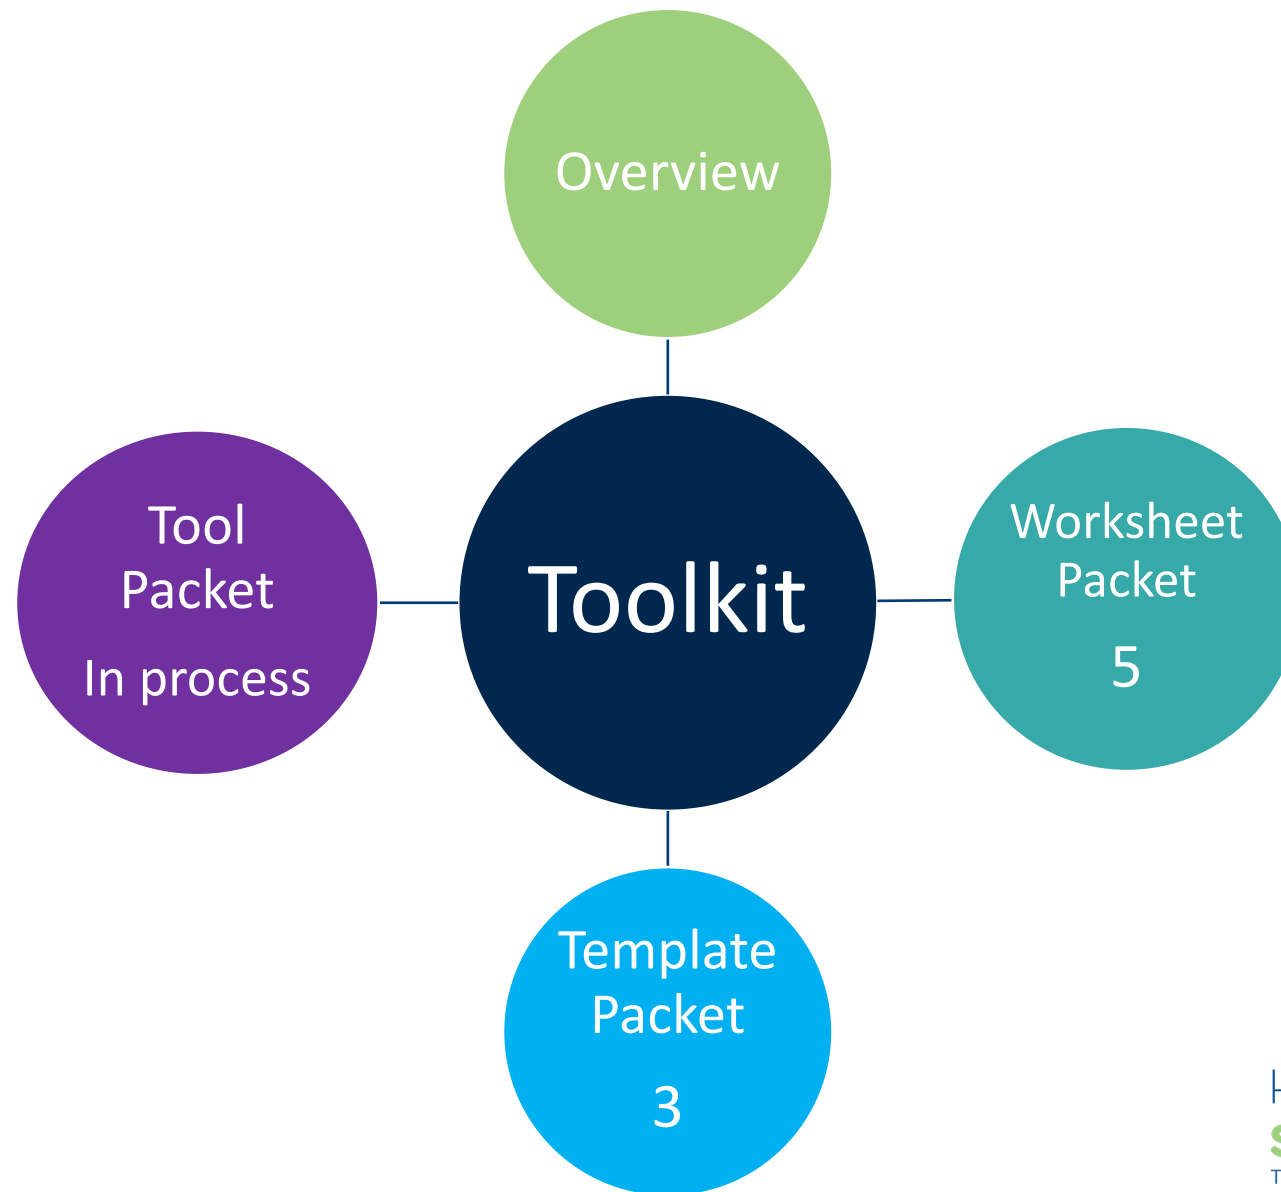 Overview
Tool
Packet
In process
Toolkit
Worksheet
Packet
5
Template
Packet
3